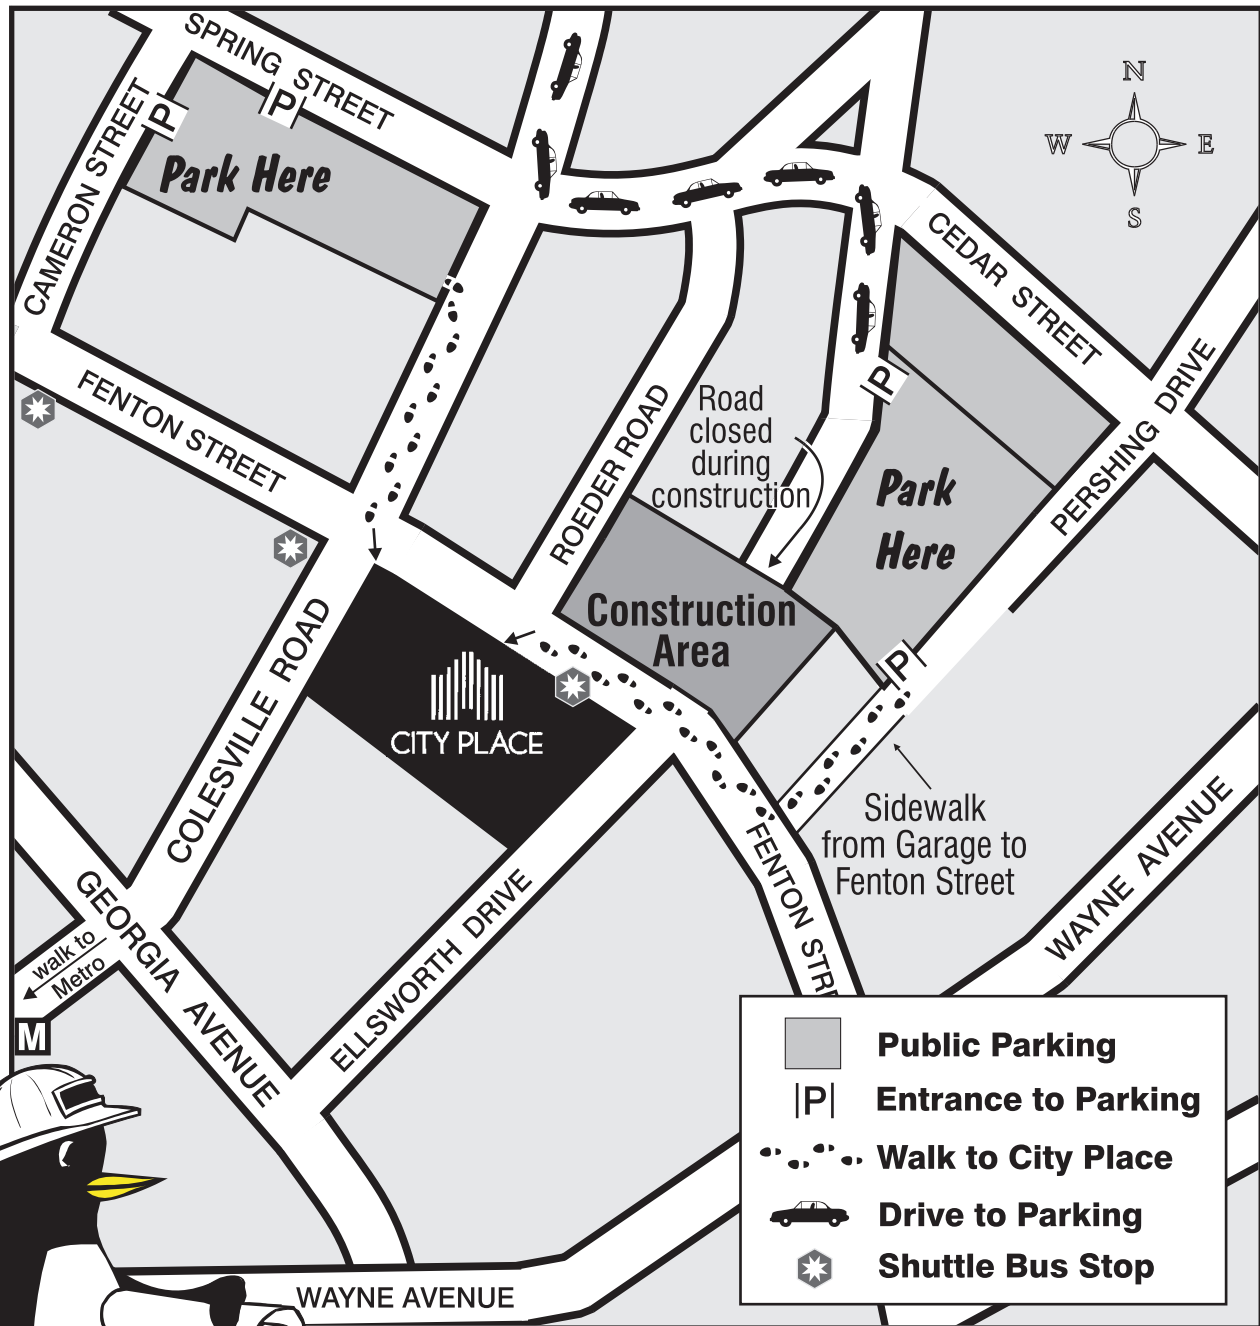 SPRING STREET
CAMERON STREET
P
P
Park Here
N
W
E
S
CEDAR STREET
PERSHING DRIVE
FENTON STREET
ROEDER ROAD
Road
closed
during
construction
P
Park
Here
Construction
Area
P
COLESVILLE ROAD
CITY PLACE
Sidewalk
from Garage to
Fenton Street
FENTON STRE
WAYNE AVENUE
GEORGIA AVENUE
ELLSWORTH DRIVE
walk to
Metro
M
WAYNE AVENUE
Public Parking
|P| Entrance to Parking
Walk to City Place
Drive to Parking
Shuttle Bus Stop